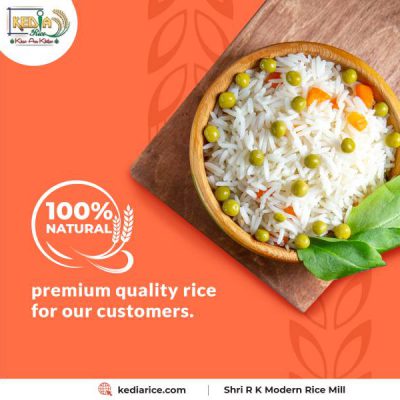 KEDIA
Rice
100%
NATURAL
premium quality rice
for our customers.
kediarice.com
Shri R K Modern Rice Mill